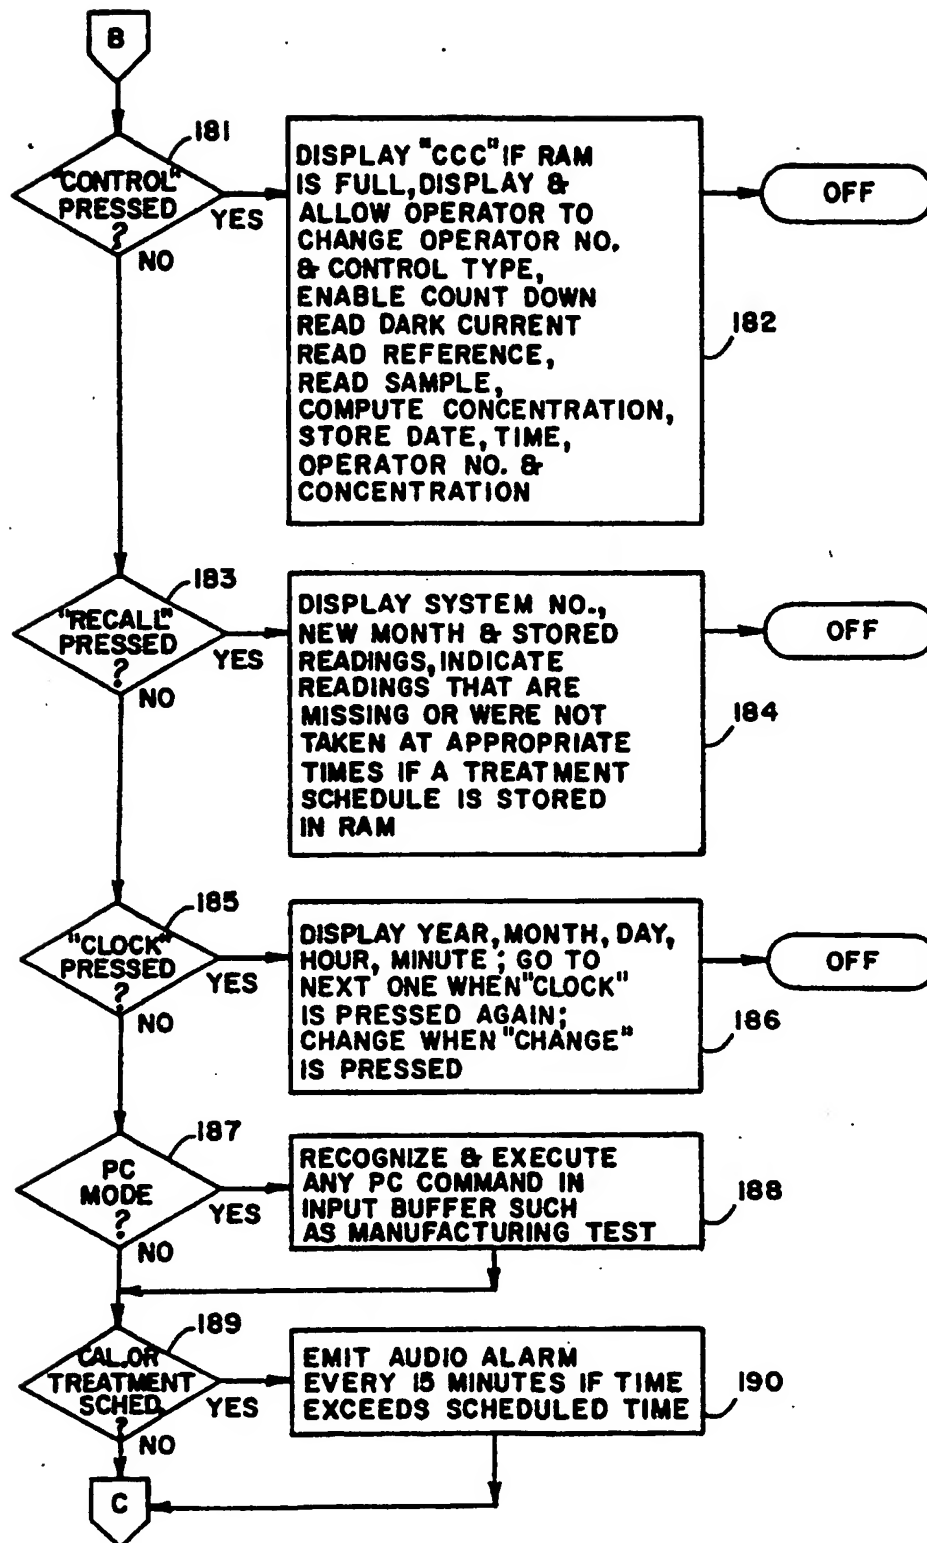 B
181
"CONTROL"
PRESSED
?
YES
NO
DISPLAY "CCC" IF RAM
IS FULL, DISPLAY &
ALLOW OPERATOR TO
CHANGE OPERATOR NO.
& CONTROL TYPE,
ENABLE COUNT DOWN
READ DARK CURRENT
READ REFERENCE,
READ SAMPLE,
COMPUTE CONCENTRATION,
STORE DATE, TIME,
OPERATOR NO. &
CONCENTRATION
182
OFF
183
"RECALL"
PRESSED
?
YES
NO
DISPLAY SYSTEM NO.,
NEW MONTH & STORED
READINGS, INDICATE
READINGS THAT ARE
MISSING OR WERE NOT
TAKEN AT APPROPRIATE
TIMES IF A TREATMENT
SCHEDULE IS STORED
IN RAM
184
OFF
185
"CLOCK"
PRESSED
?
YES
NO
DISPLAY YEAR, MONTH, DAY,
HOUR, MINUTE ; GO TO
NEXT ONE WHEN "CLOCK"
IS PRESSED AGAIN;
CHANGE WHEN "CHANGE"
IS PRESSED
186
OFF
187
PC
MODE
?
YES
NO
RECOGNIZE & EXECUTE
ANY PC COMMAND IN
INPUT BUFFER SUCH
AS MANUFACTURING TEST
188
189
CAL. OR
TREATMENT
SCHED.
?
YES
NO
EMIT AUDIO ALARM
EVERY 15 MINUTES IF TIME
EXCEEDS SCHEDULED TIME
190
C